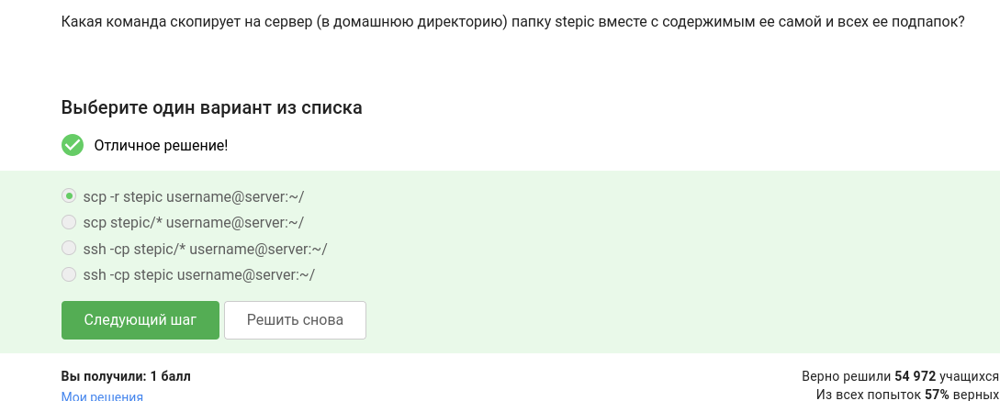 Какая команда скопирует на сервер (в домашнюю директорию) папку stepic вместе с содержимым ее самой и всех ее подпапок?
Выберите один вариант из списка
Отличное решение!
scp -r stepic username@server:~/
scp stepic/* username@server:~/
ssh -cp stepic/* username@server:~/
ssh -cp stepic username@server:~/
Следующий шаг
Решить снова
Вы получили: 1 балл
Верно решили 54 972 учащихся
Мои решения
Из всех попыток 57% верных